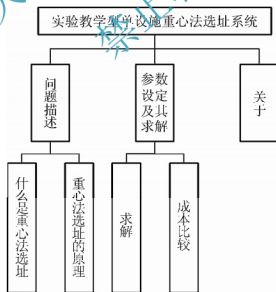 实验教学型单设施重心法选址系统
问题描述
参数
设定
及其
求解
关于
什么是重心法选址
重心法选址的原理
求解
成本比较